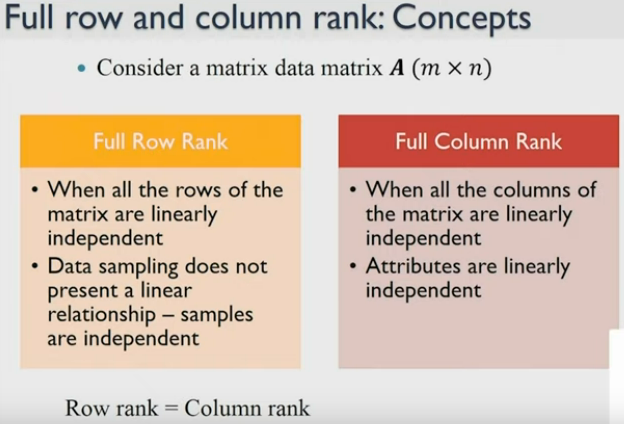 Full row and column rank: Concepts
• Consider a matrix data matrix A (m × n)
Full Row Rank
• When all the rows of the
matrix are linearly
independent
• Data sampling does not
present a linear
relationship – samples
are independent
Full Column Rank
• When all the columns of
the matrix are linearly
independent
• Attributes are linearly
independent
Row rank = Column rank